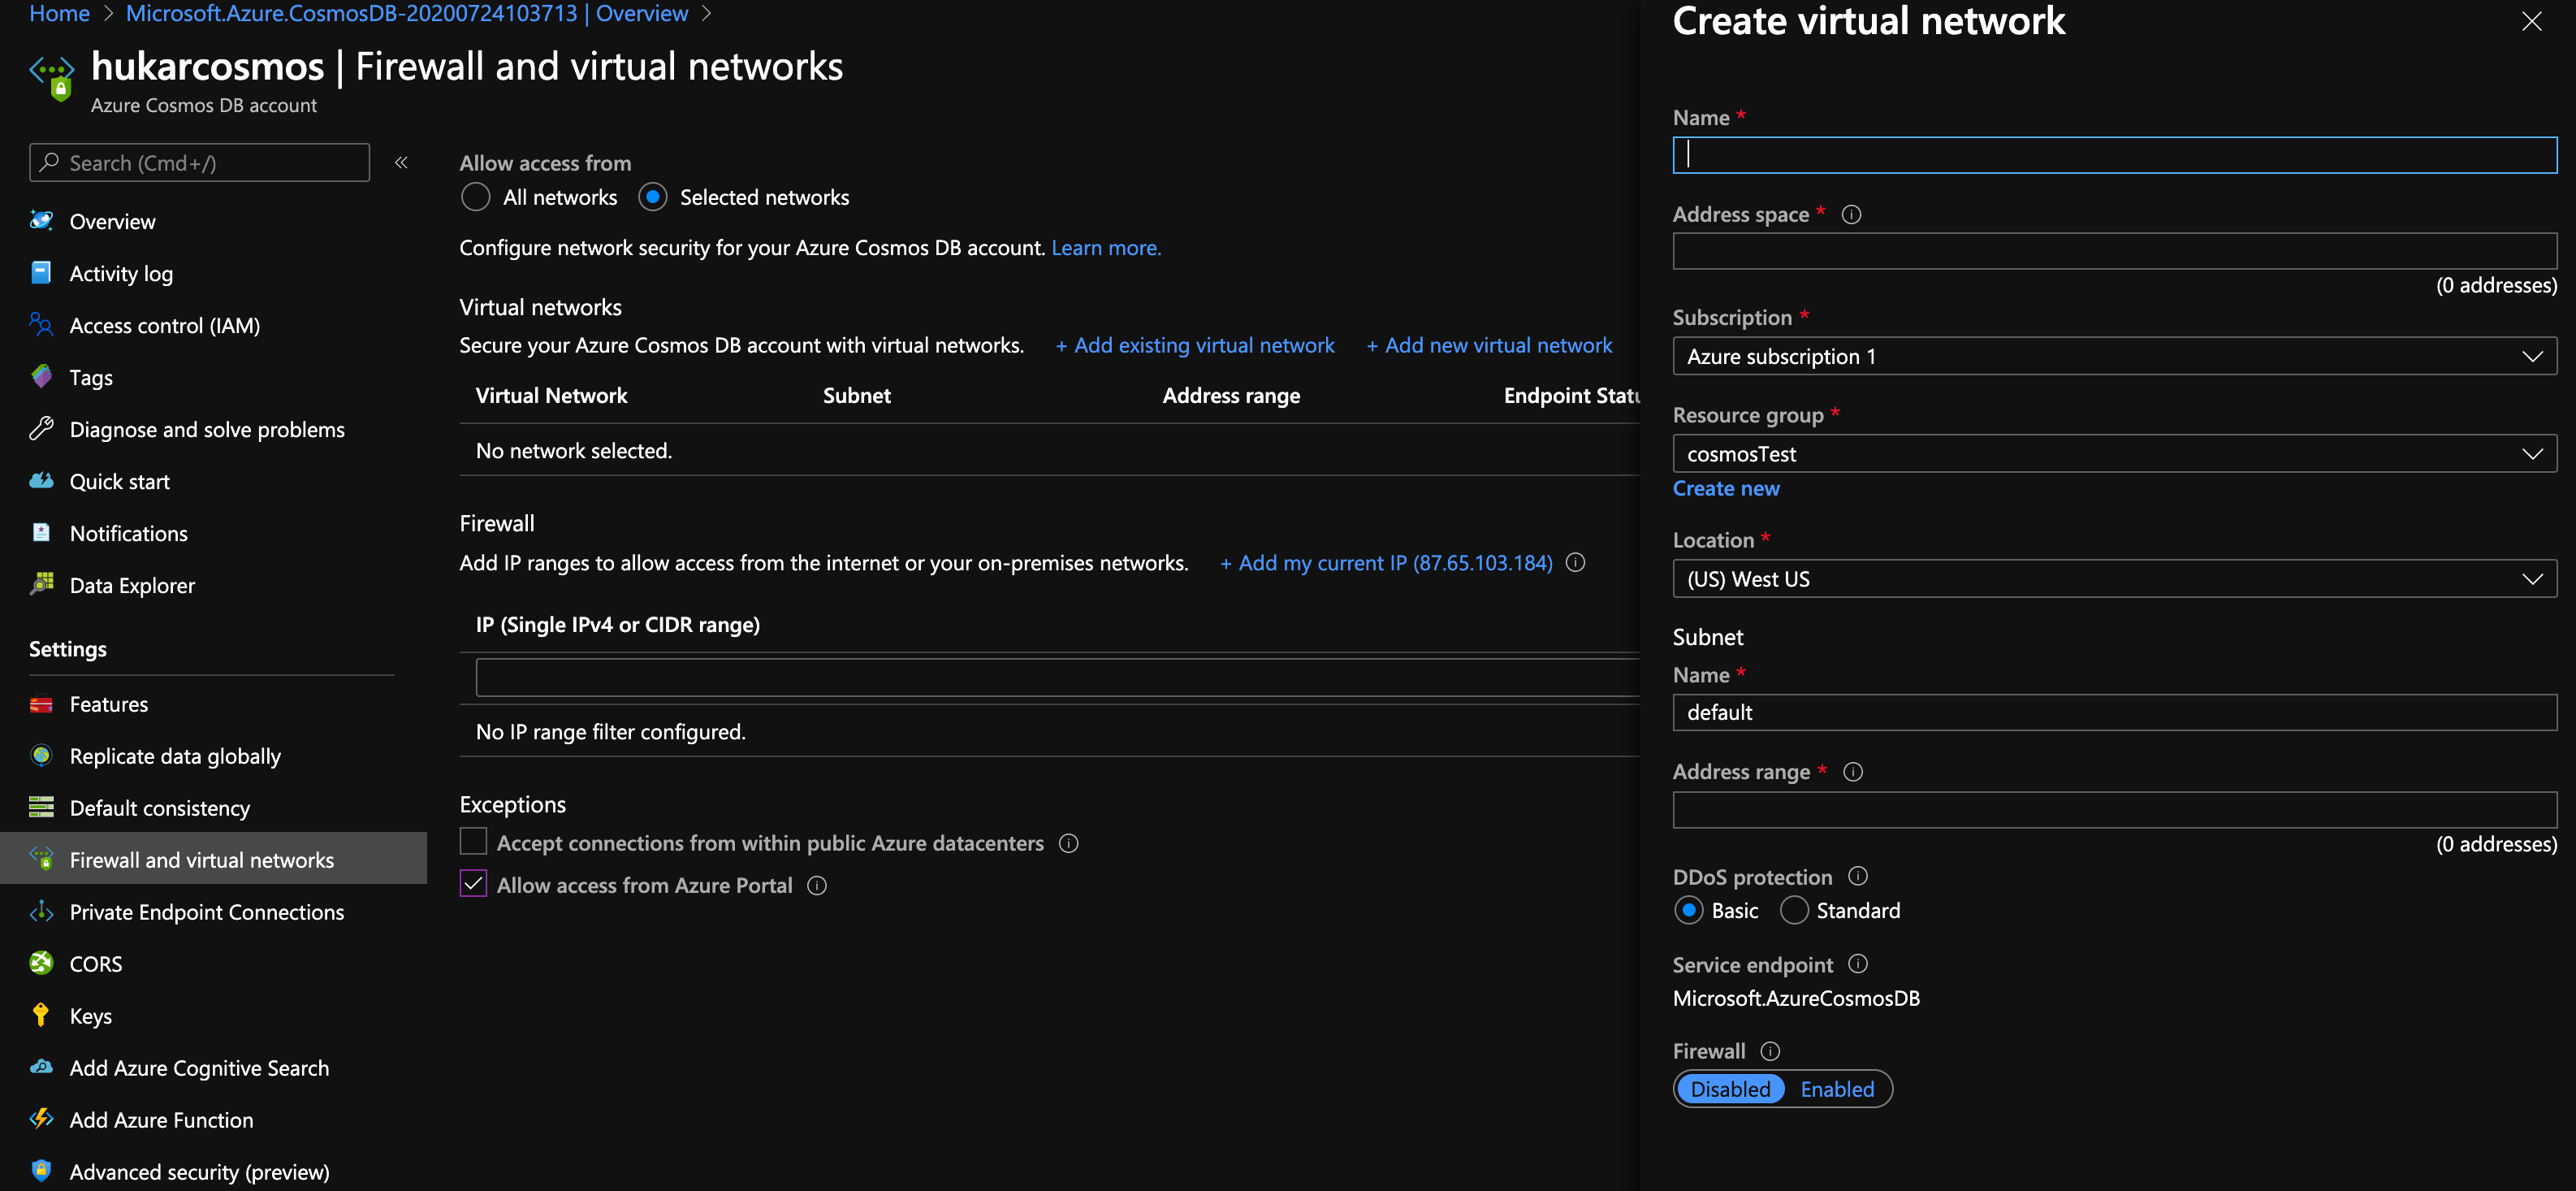 Home > Microsoft.Azure.CosmosDB-20200724103713 | Overview >
hukarcosmos | Firewall and virtual networks
Azure Cosmos DB account
Search (Cmd+/)
«
Overview
Activity log
Access control (IAM)
Tags
Diagnose and solve problems
Quick start
Notifications
Data Explorer
Settings
Features
Replicate data globally
Default consistency
Firewall and virtual networks
Private Endpoint Connections
CORS
Keys
Add Azure Cognitive Search
Add Azure Function
Advanced security (preview)
Allow access from
All networks Selected networks
Configure network security for your Azure Cosmos DB account. Learn more.
Virtual networks
Secure your Azure Cosmos DB account with virtual networks. + Add existing virtual network + Add new virtual network
Virtual Network Subnet Address range Endpoint Statu
No network selected.
Firewall
Add IP ranges to allow access from the internet or your on-premises networks. + Add my current IP (87.65.103.184)
IP (Single IPv4 or CIDR range)
No IP range filter configured.
Exceptions
Accept connections from within public Azure datacenters
Allow access from Azure Portal
Create virtual network
Name *
Address space *
(0 addresses)
Subscription *
Azure subscription 1
Resource group *
cosmosTest
Create new
Location *
(US) West US
Subnet
Name *
default
Address range *
(0 addresses)
DDoS protection
Basic Standard
Service endpoint
Microsoft.AzureCosmosDB
Firewall
Disabled Enabled